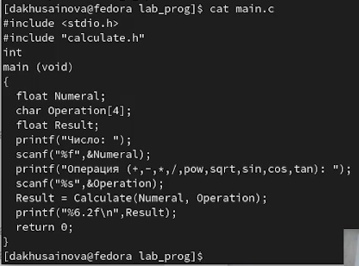 [dakhusainova@fedora lab_prog]$ cat main.c
#include <stdio.h>
#include "calculate.h"
int
main (void)
{
  float Numeral;
  char Operation[4];
  float Result;
  printf("Число: ");
  scanf("%f",&Numeral);
  printf("Операция (+,-,*,/,pow,sqrt,sin,cos,tan): ");
  scanf("%s",&Operation);
  Result = Calculate(Numeral, Operation);
  printf("%6.2f\n",Result);
  return 0;
}
[dakhusainova@fedora lab_prog]$